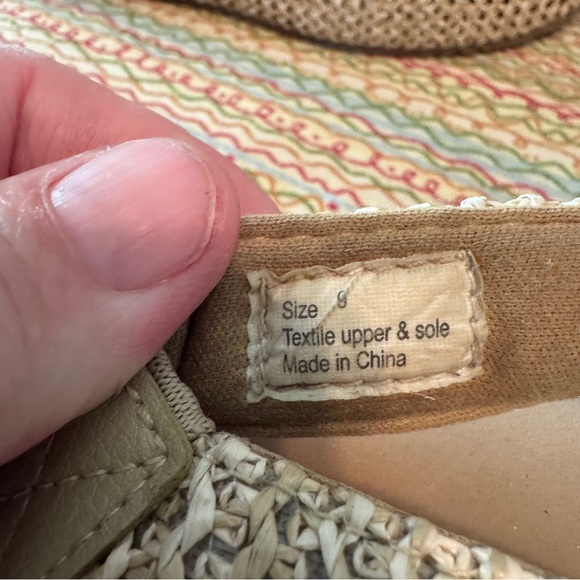 Size 9
Textile upper & sole
Made in China